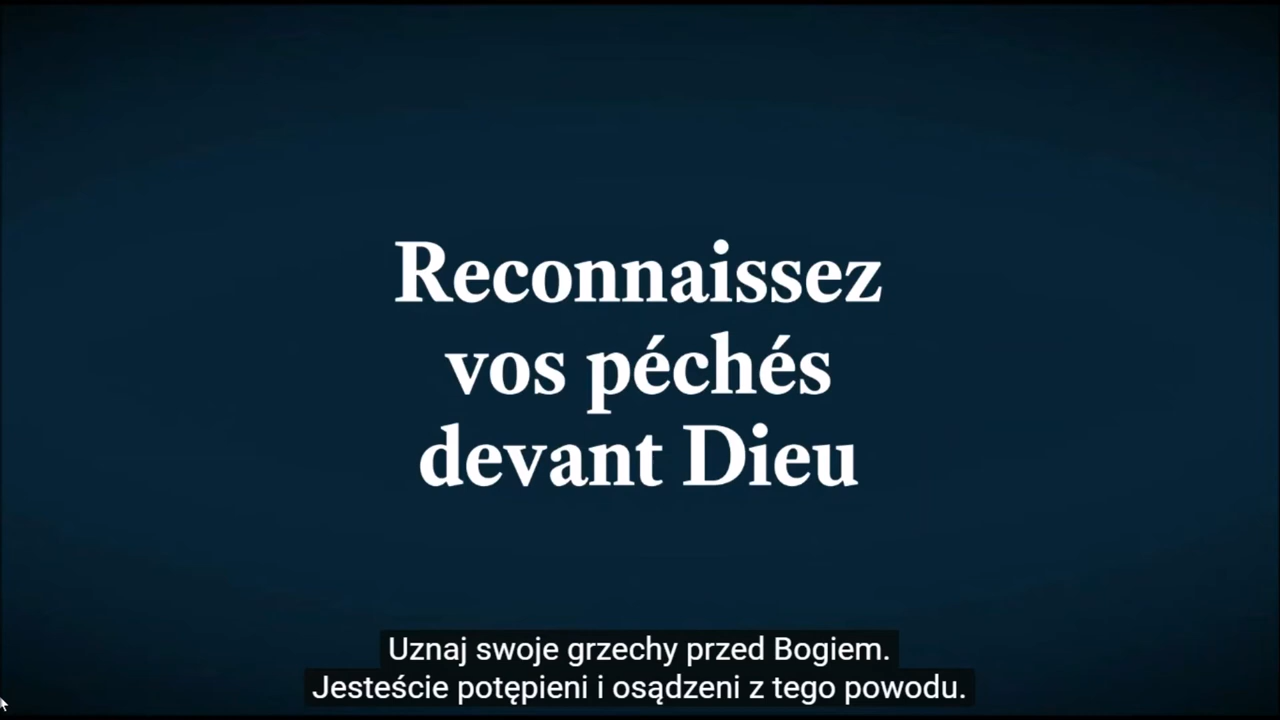 Reconnaissez
vos péchés
devant Dieu
Uznaj swoje grzechy przed Bogiem.
Jesteście potępieni i osądzeni z tego powodu.